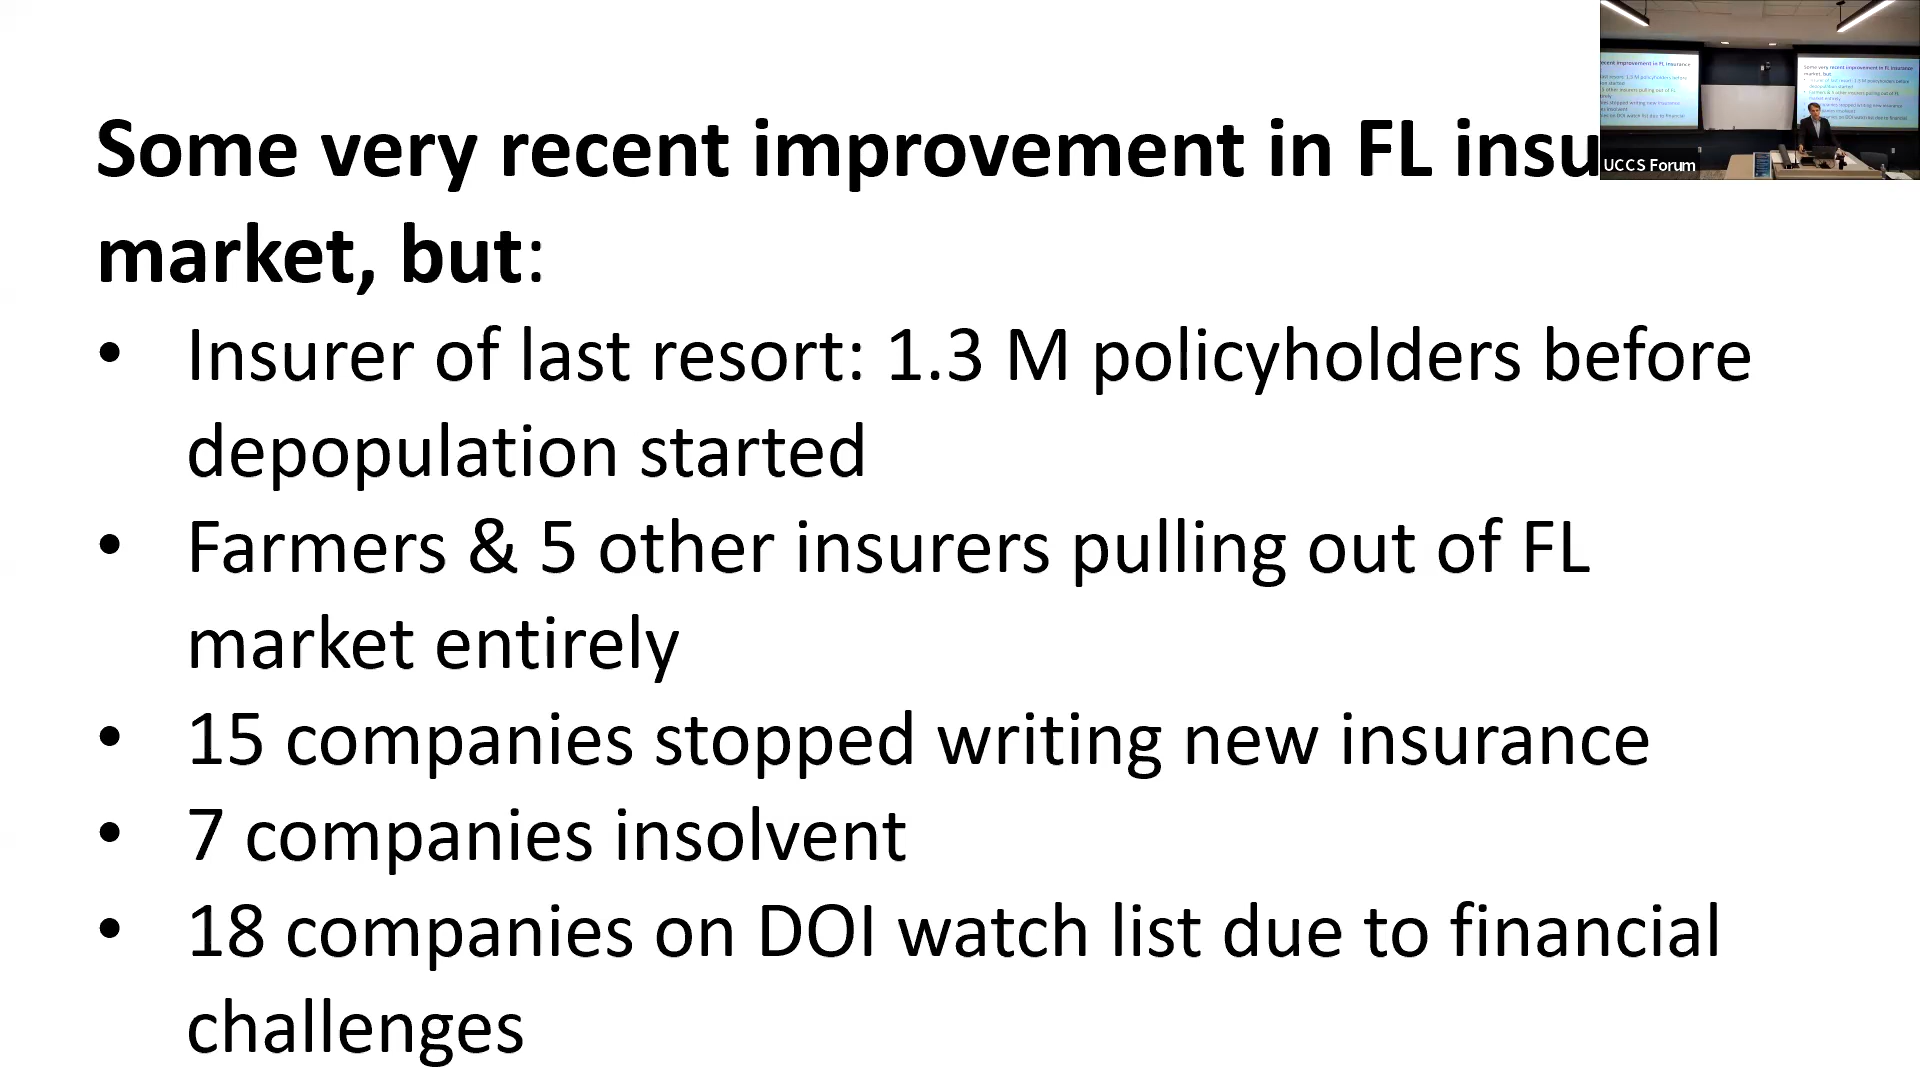 Some very recent improvement in FL insu
market, but:
• Insurer of last resort: 1.3 M policyholders before
depopulation started
• Farmers & 5 other insurers pulling out of FL
market entirely
• 15 companies stopped writing new insurance
• 7 companies insolvent
• 18 companies on DOI watch list due to financial
challenges
UCCS Forum